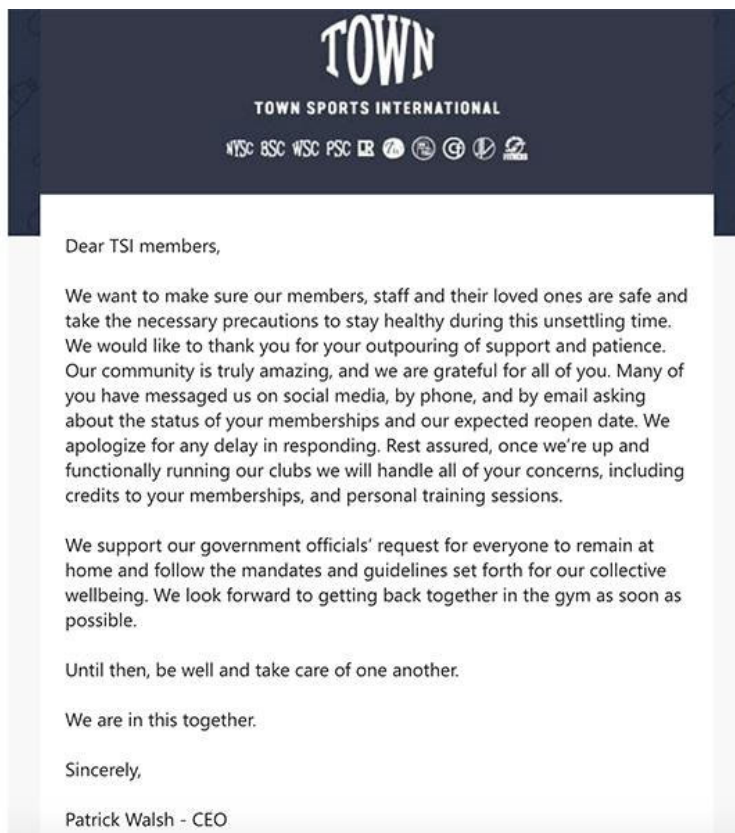 TOWN
TOWN SPORTS INTERNATIONAL
NYSC BSC WSC PSC LR
Dear TSI members,
We want to make sure our members, staff and their loved ones are safe and
take the necessary precautions to stay healthy during this unsettling time.
We would like to thank you for your outpouring of support and patience.
Our community is truly amazing, and we are grateful for all of you. Many of
you have messaged us on social media, by phone, and by email asking
about the status of your memberships and our expected reopen date. We
apologize for any delay in responding. Rest assured, once we’re up and
functionally running our clubs we will handle all of your concerns, including
credits to your memberships, and personal training sessions.
We support our government officials’ request for everyone to remain at
home and follow the mandates and guidelines set forth for our collective
wellbeing. We look forward to getting back together in the gym as soon as
possible.
Until then, be well and take care of one another.
We are in this together.
Sincerely,
Patrick Walsh - CEO